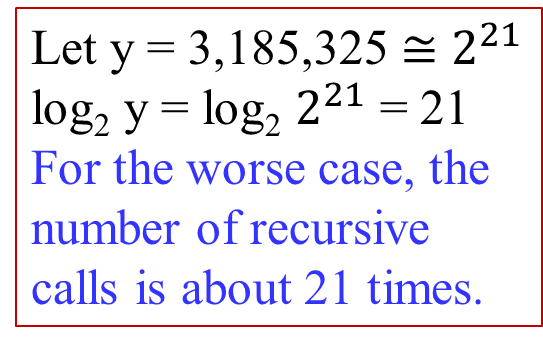 Let y = 3,185,325 ≅ 2²¹
log₂ y = log₂ 2²¹ = 21
For the worse case, the
number of recursive
calls is about 21 times.